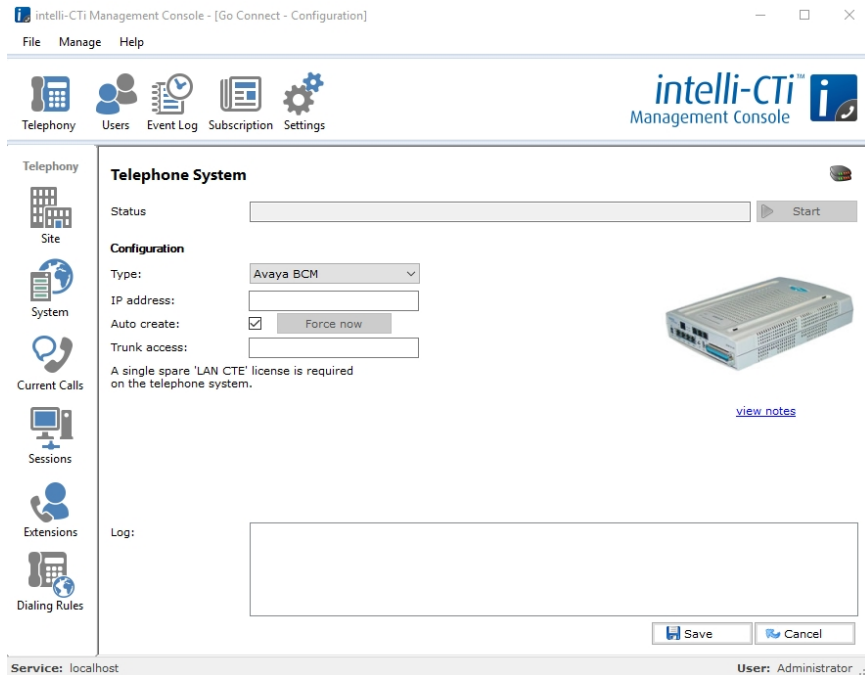 intelli-CTi Management Console - [Go Connect - Configuration]
File Manage Help
Telephony Users Event Log Subscription Settings
intelli-CTi™
Management Console
Telephony
Site
System
Current Calls
Sessions
Extensions
Dialing Rules
Telephone System
Status
Start
Configuration
Type: Avaya BCM
IP address:
Auto create: Force now
Trunk access:
A single spare 'LAN CTE' license is required
on the telephone system.
view notes
Log:
Save Cancel
Service: localhost User: Administrator